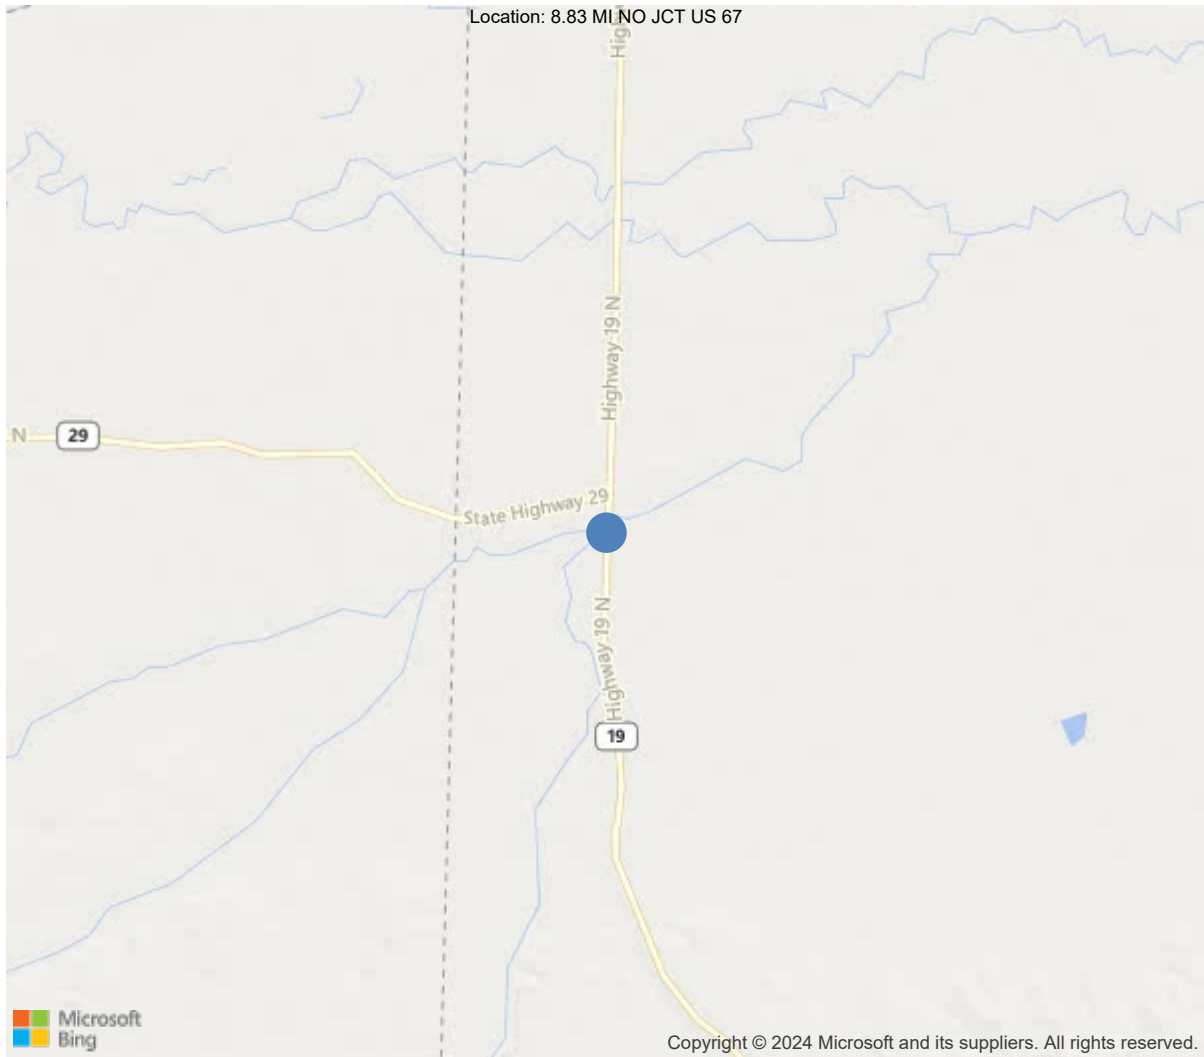 Location: 8.83 MI NO JCT US 67
High
Highway 19 N
N
29
State Highway 29
Highway 19 N
19
Microsoft
Bing
Copyright © 2024 Microsoft and its suppliers. All rights reserved.